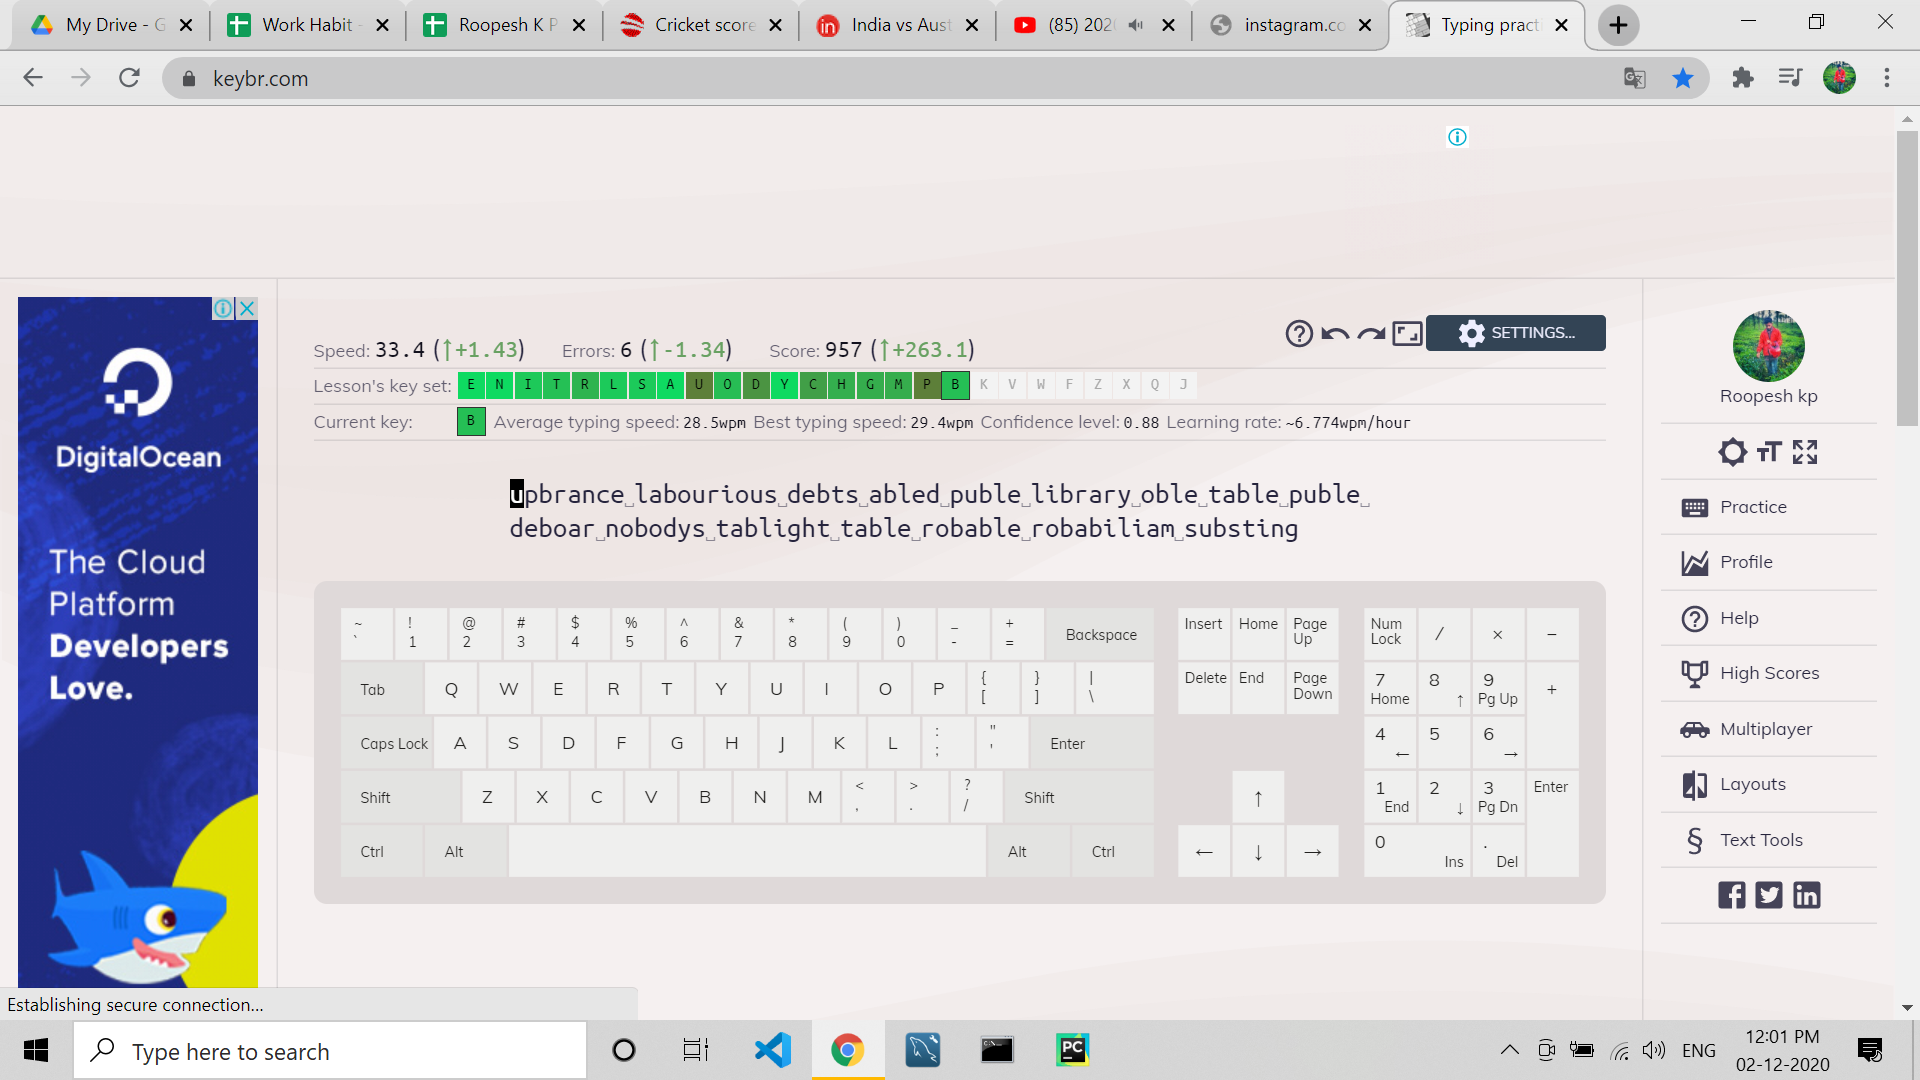 My Drive - G
Work Habit -
Roopesh K P
Cricket score
India vs Aust
(85) 202
instagram.co
Typing practi
keybr.com
DigitalOcean
The Cloud
Platform
Developers
Love.
Speed: 33.4 (↑+1.43) Errors: 6 (↑-1.34) Score: 957 (↑+263.1)
SETTINGS...
Lesson's key set: E N I T R L S A U O D Y C H G M P B K V W F Z X Q J
Current key: B Average typing speed: 28.5wpm Best typing speed: 29.4wpm Confidence level: 0.88 Learning rate: ~6.774wpm/hour
upbrance␣labourious␣debts␣abled␣puble␣library␣oble␣table␣puble␣
deboar␣nobodys␣tablight␣table␣robable␣robabiliam␣substing
~ ! @ # $ % ^ & * ( ) _ +
` 1 2 3 4 5 6 7 8 9 0 - = Backspace
Tab Q W E R T Y U I O P { [ } ] | \
Caps Lock A S D F G H J K L : ; " ' Enter
Shift Z X C V B N M < , > . ? / Shift
Ctrl Alt Alt Ctrl
Insert Home Page Up
Delete End Page Down
↑
← ↓ →
Num Lock / × −
7 Home 8 ↑ 9 Pg Up +
4 ← 5 6 →
1 End 2 ↓ 3 Pg Dn Enter
0 Ins . Del
Roopesh kp
TT
Practice
Profile
Help
High Scores
Multiplayer
Layouts
§ Text Tools
Establishing secure connection...
Type here to search
PC
ENG
12:01 PM
02-12-2020